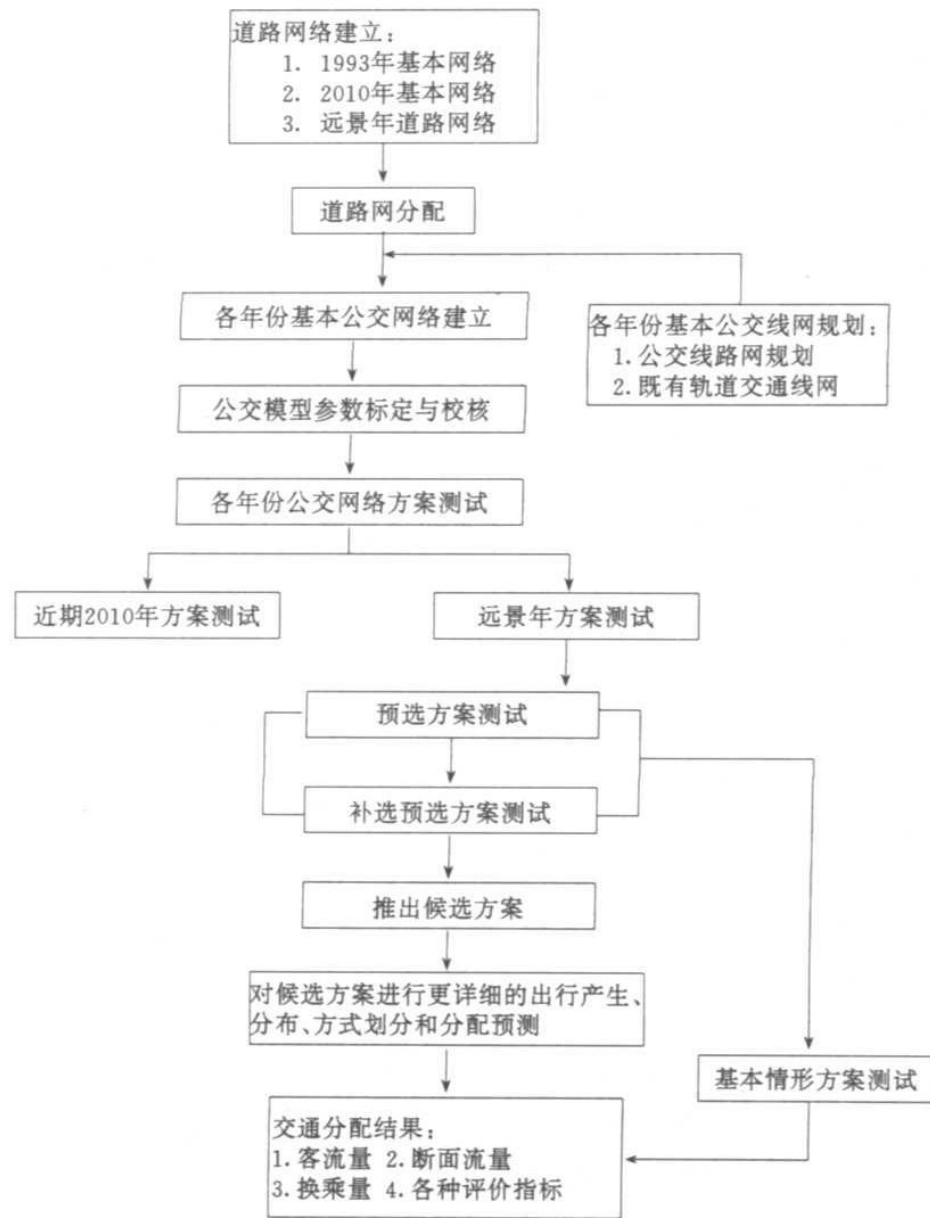 道路网络建立：
1. 1993年基本网络
2. 2010年基本网络
3. 远景年道路网络
道路网分配
各年份基本公交网络建立
各年份基本公交线网规划：
1.公交线路网规划
2.既有轨道交通线网
公交模型参数标定与校核
各年份公交网络方案测试
近期2010年方案测试
远景年方案测试
预选方案测试
补选预选方案测试
推出候选方案
对候选方案进行更详细的出行产生、
分布、方式划分和分配预测
基本情形方案测试
交通分配结果：
1.客流量 2.断面流量
3.换乘量 4.各种评价指标